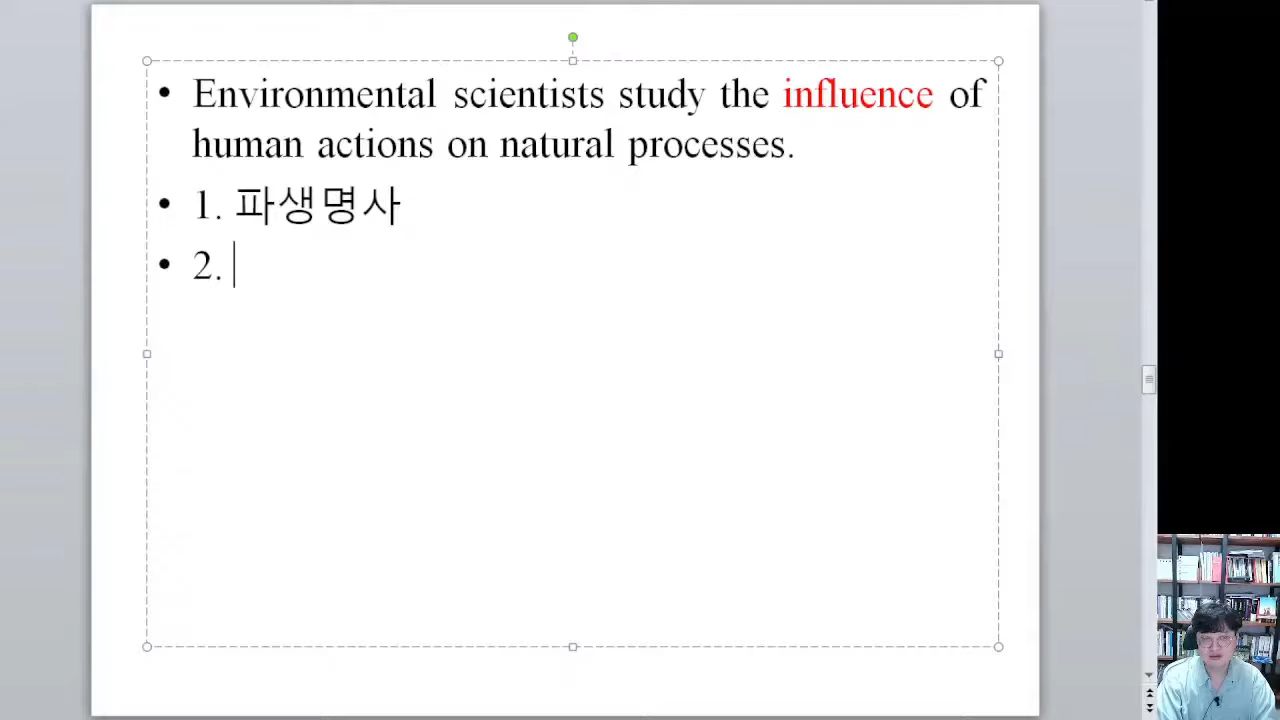 • Environmental scientists study the influence of
human actions on natural processes.
• 1. 파생명사
• 2.